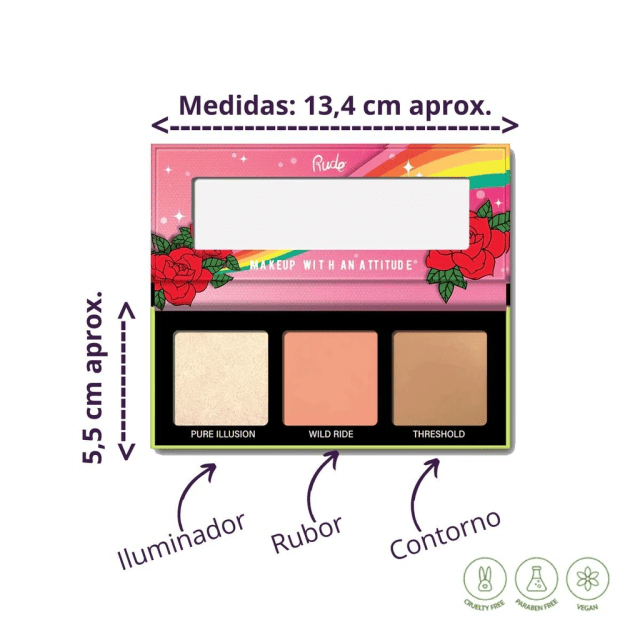 Medidas: 13,4 cm aprox.
Rude
MAKEUP WITH AN ATTITUDE®
5,5 cm aprox.
PURE ILLUSION
WILD RIDE
THRESHOLD
Iluminador
Rubor
Contorno
CRUELTY FREE
PARABEN FREE
VEGAN